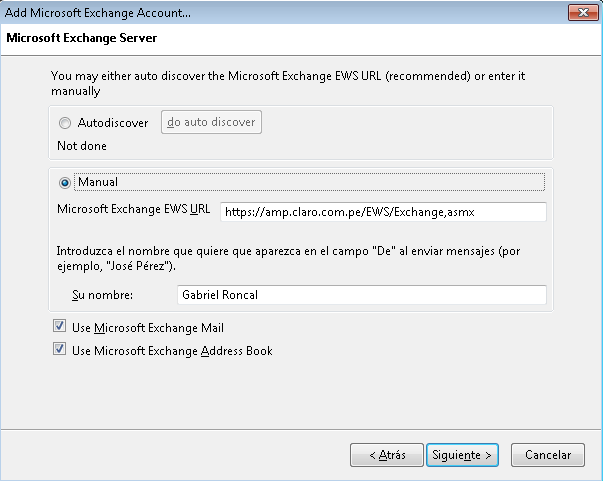 Add Microsoft Exchange Account...
Microsoft Exchange Server
You may either auto discover the Microsoft Exchange EWS URL (recommended) or enter it
manually
Autodiscover do auto discover
Not done
Manual
Microsoft Exchange EWS URL https://amp.claro.com.pe/EWS/Exchange,asmx
Introduzca el nombre que quiere que aparezca en el campo "De" al enviar mensajes (por
ejemplo, "José Pérez").
Su nombre: Gabriel Roncal
Use Microsoft Exchange Mail
Use Microsoft Exchange Address Book
< Atrás Siguiente > Cancelar